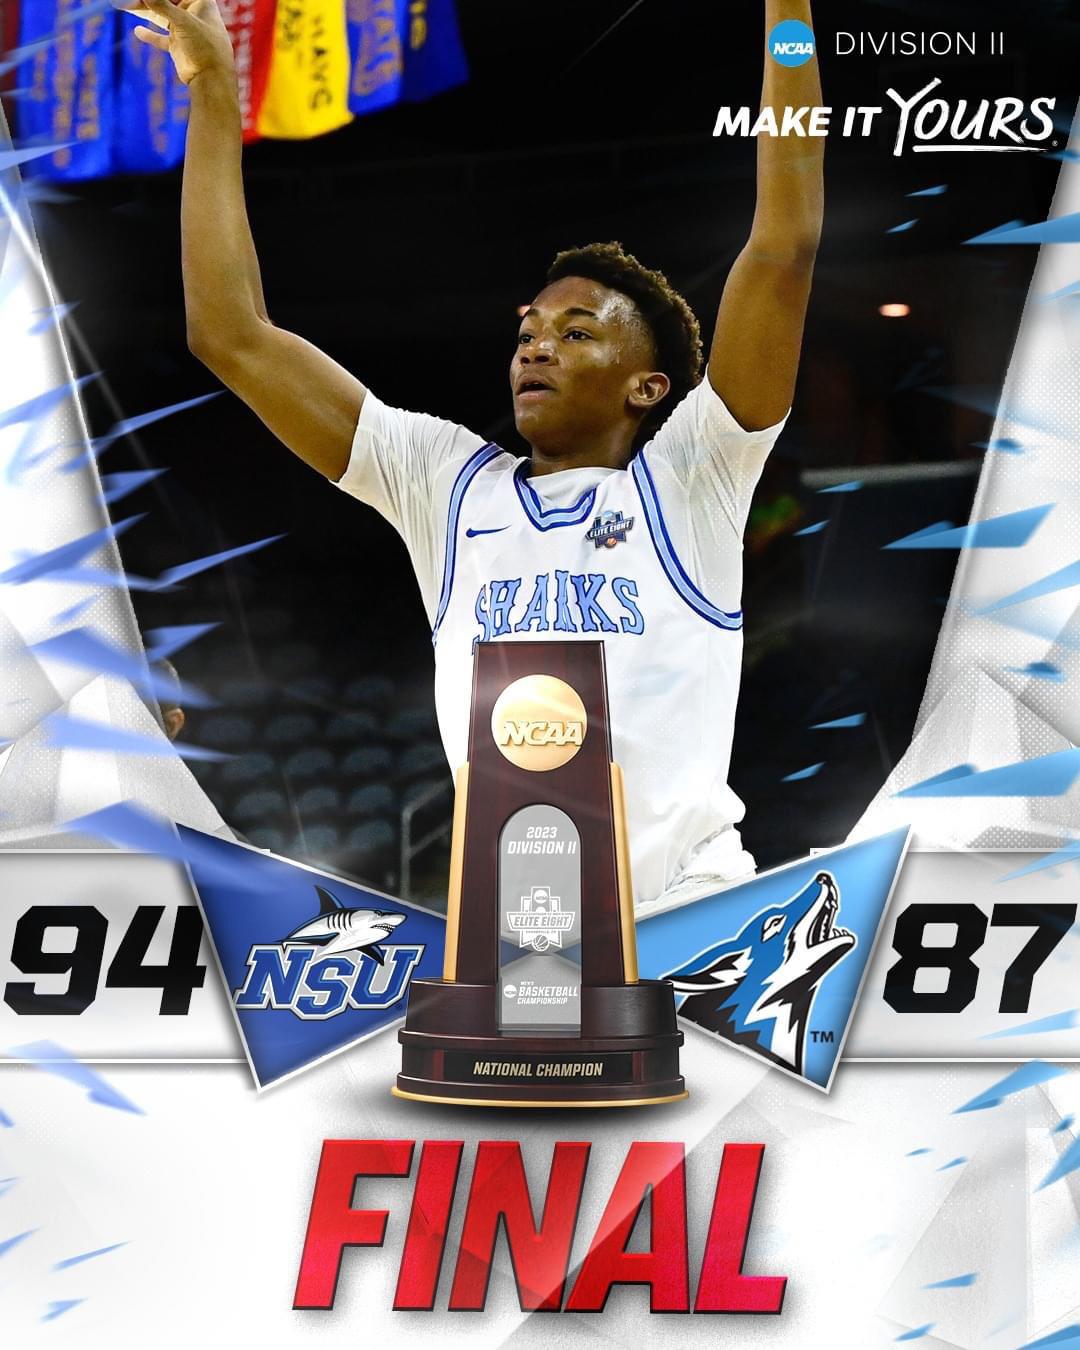 NCAA DIVISION II
MAKE IT YOURS®
ELITE EIGHT
SHARKS
NCAA
2023
DIVISION II
ELITE EIGHT
MEN'S
BASKETBALL
CHAMPIONSHIP
94
NSU
TM
87
NATIONAL CHAMPION
FINAL